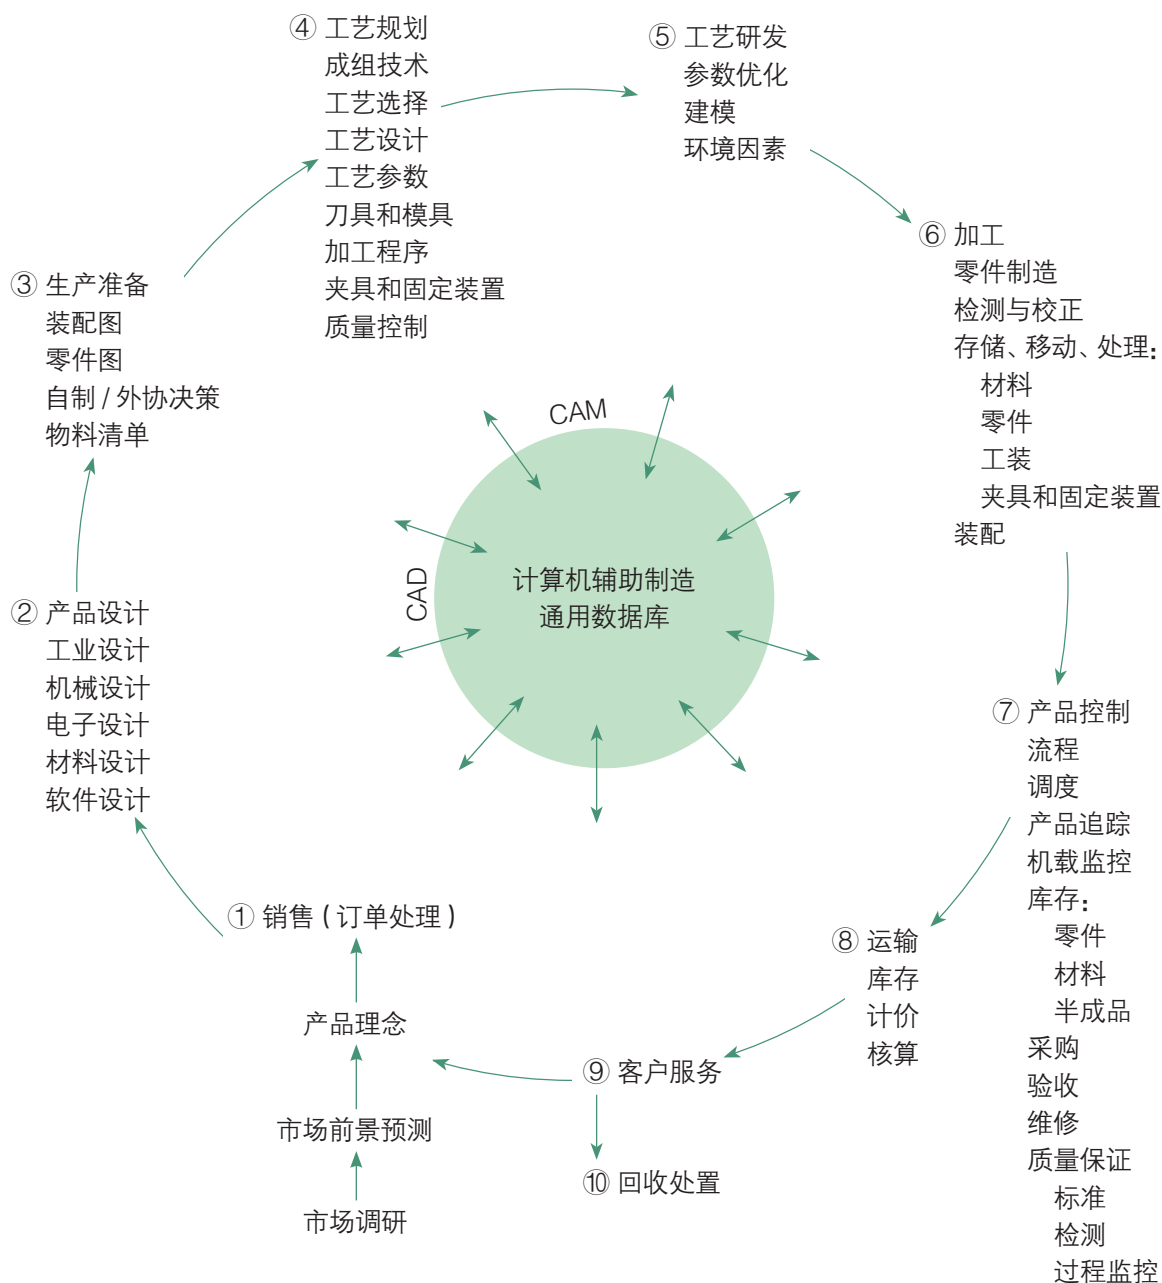 ④ 工艺规划
成组技术
工艺选择
工艺设计
工艺参数
刀具和模具
加工程序
夹具和固定装置
质量控制
⑤ 工艺研发
参数优化
建模
环境因素
⑥ 加工
零件制造
检测与校正
存储、移动、处理:
材料
零件
工装
夹具和固定装置
装配
③ 生产准备
装配图
零件图
自制 / 外协决策
物料清单
CAM
CAD
计算机辅助制造
通用数据库
② 产品设计
工业设计
机械设计
电子设计
材料设计
软件设计
⑦ 产品控制
流程
调度
产品追踪
机载监控
库存:
零件
材料
半成品
采购
验收
维修
质量保证
标准
检测
过程监控
① 销售 ( 订单处理 )
产品理念
市场前景预测
市场调研
⑧ 运输
库存
计价
核算
⑨ 客户服务
⑩ 回收处置